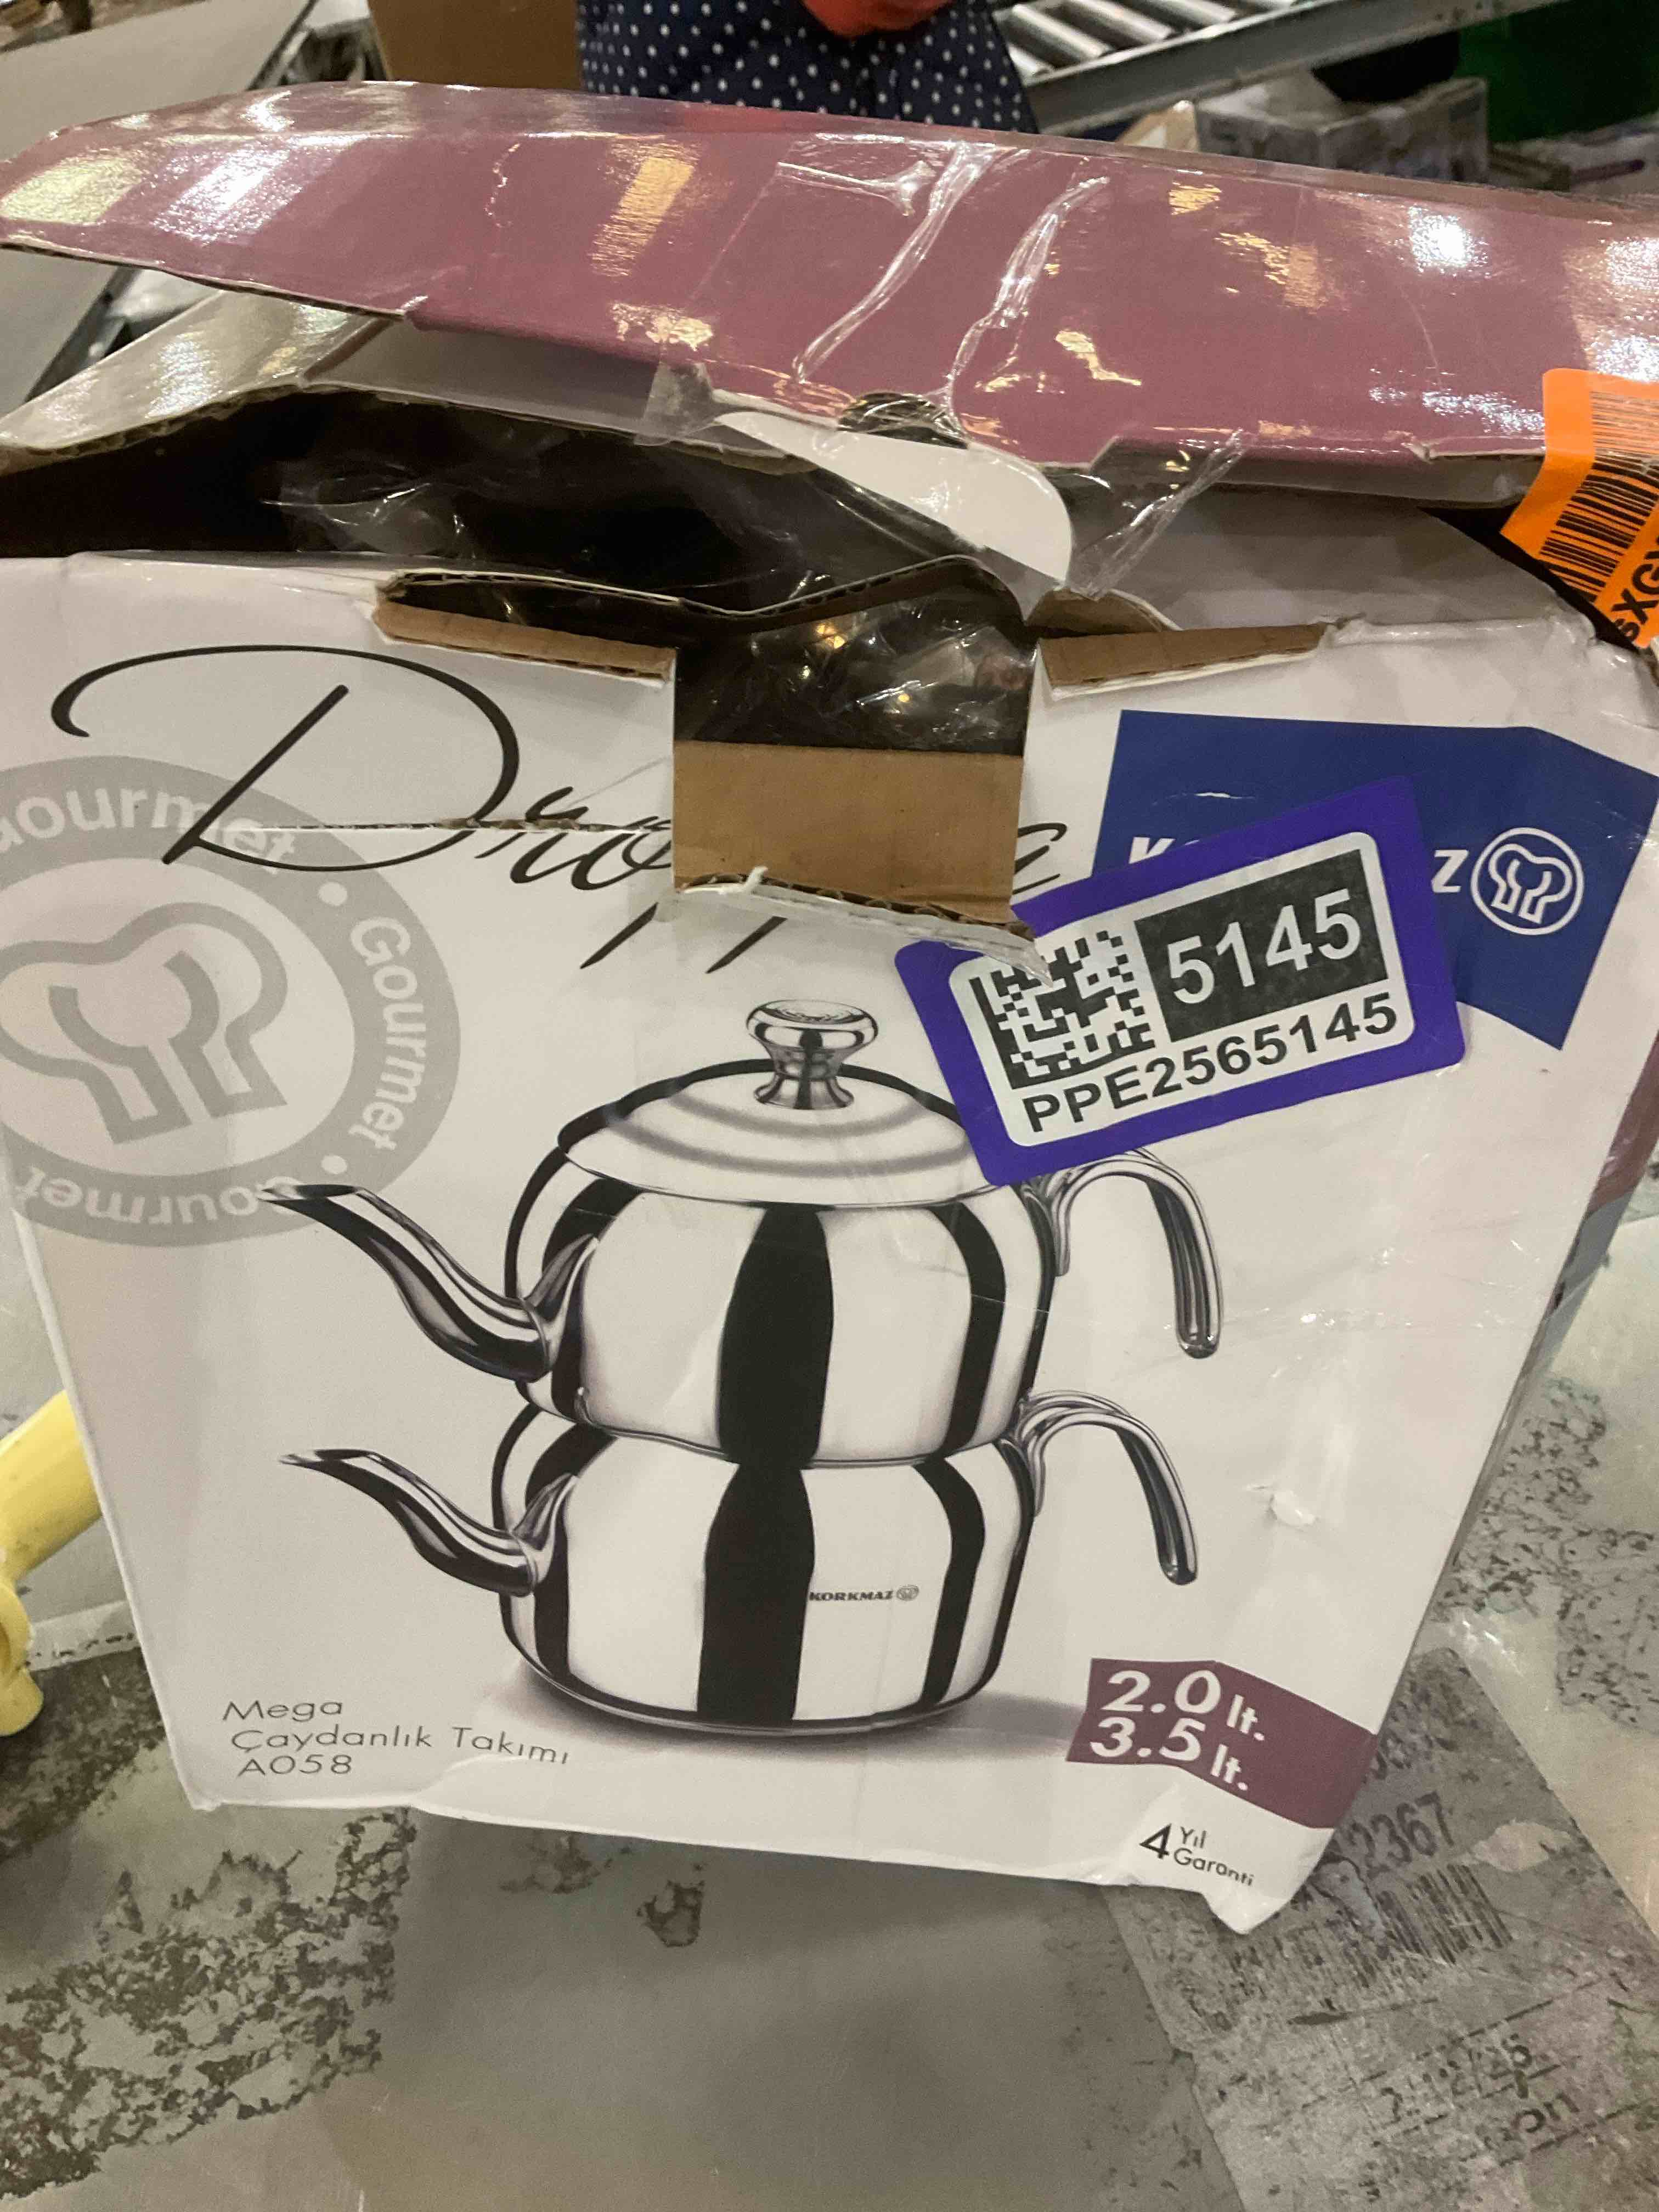 Gourmet
Gourmet
Gourmet
5145
PPE2565145
KORKMAZ
Mega
Çaydanlık Takımı
A058
2.0 lt.
3.5 lt.
4 Yıl
Garanti
2367